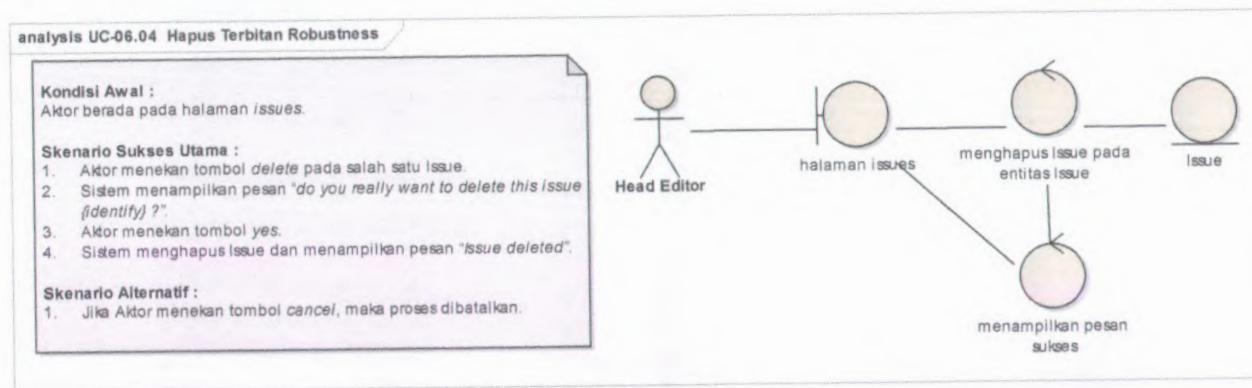 analysis UC-06.04 Hapus Terbitan Robustness
Kondisi Awal :
Aktor berada pada halaman issues.
Skenario Sukses Utama :
1. Aktor menekan tombol delete pada salah satu Issue.
2. Sistem menampilkan pesan "do you really want to delete this issue
{identify} ?".
3. Aktor menekan tombol yes.
4. Sistem menghapus Issue dan menampilkan pesan "Issue deleted".
Skenario Alternatif :
1. Jika Aktor menekan tombol cancel, maka proses dibatalkan.
Head Editor
halaman issues
menghapus Issue pada
entitas Issue
Issue
menampilkan pesan
sukses